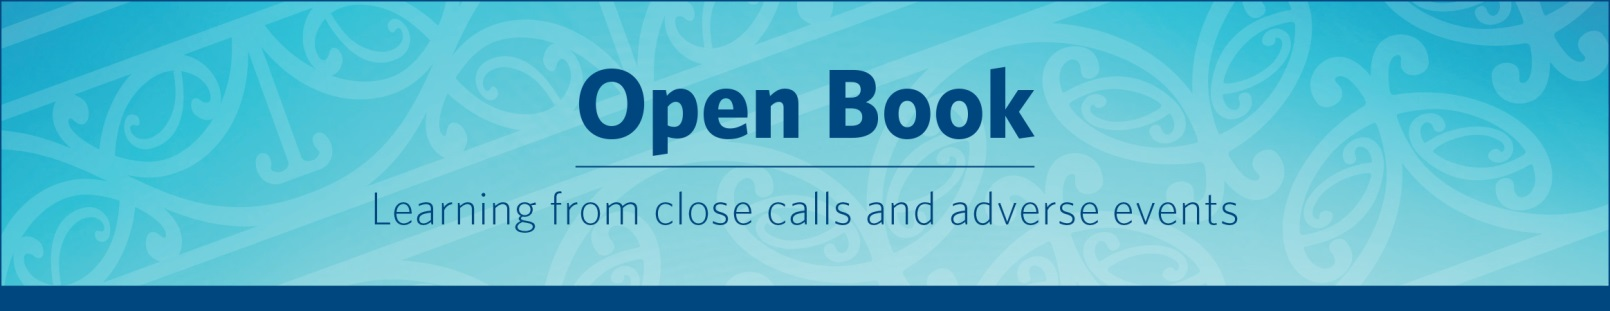 Open Book
Learning from close calls and adverse events